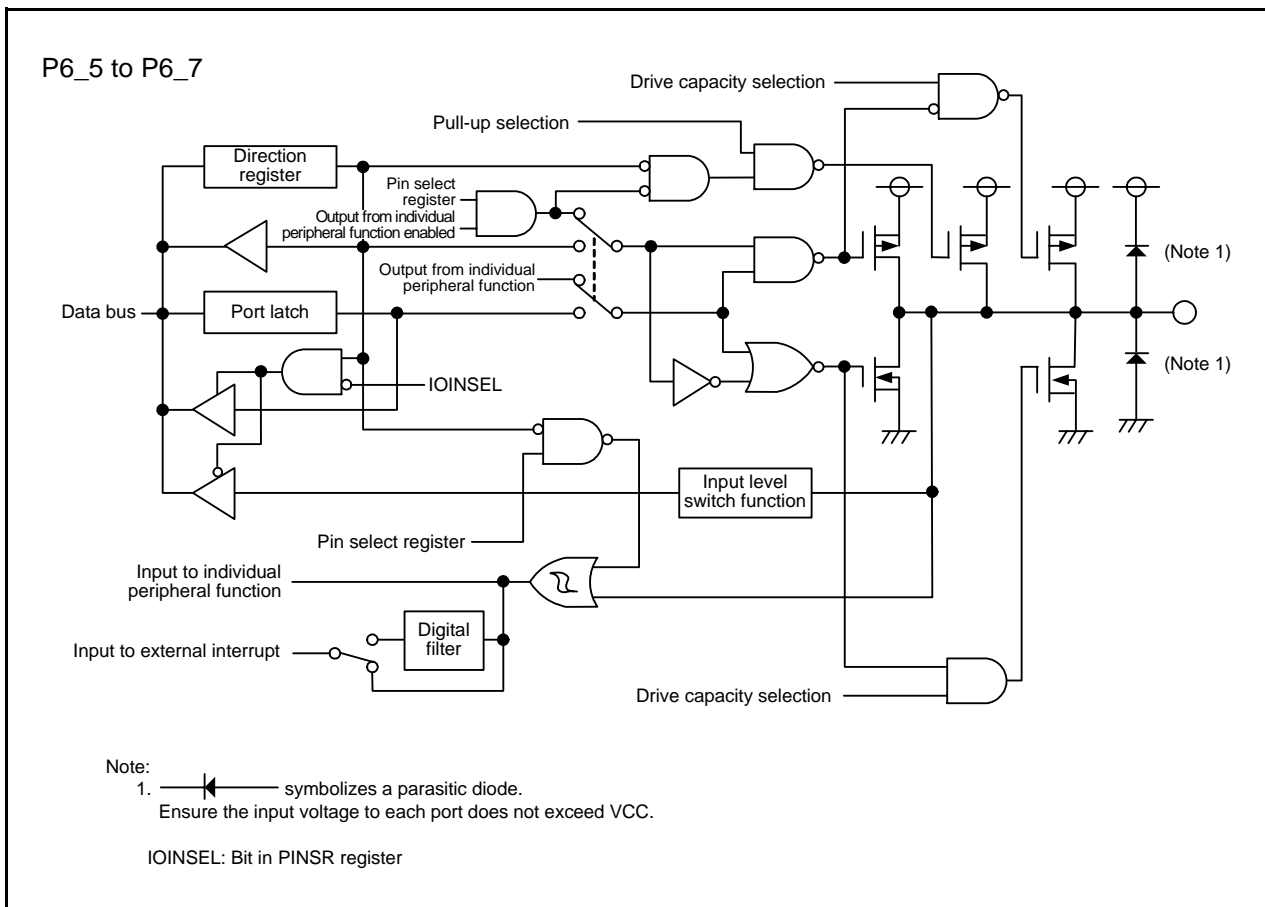 P6_5 to P6_7
Drive capacity selection
Pull-up selection
Direction
register
Pin select
register
Output from individual
peripheral function enabled
(Note 1)
Output from individual
peripheral function
Data bus
Port latch
(Note 1)
IOINSEL
Input level
switch function
Pin select register
Input to individual
peripheral function
Digital
filter
Input to external interrupt
Drive capacity selection
Note:
1. symbolizes a parasitic diode.
Ensure the input voltage to each port does not exceed VCC.
IOINSEL: Bit in PINSR register